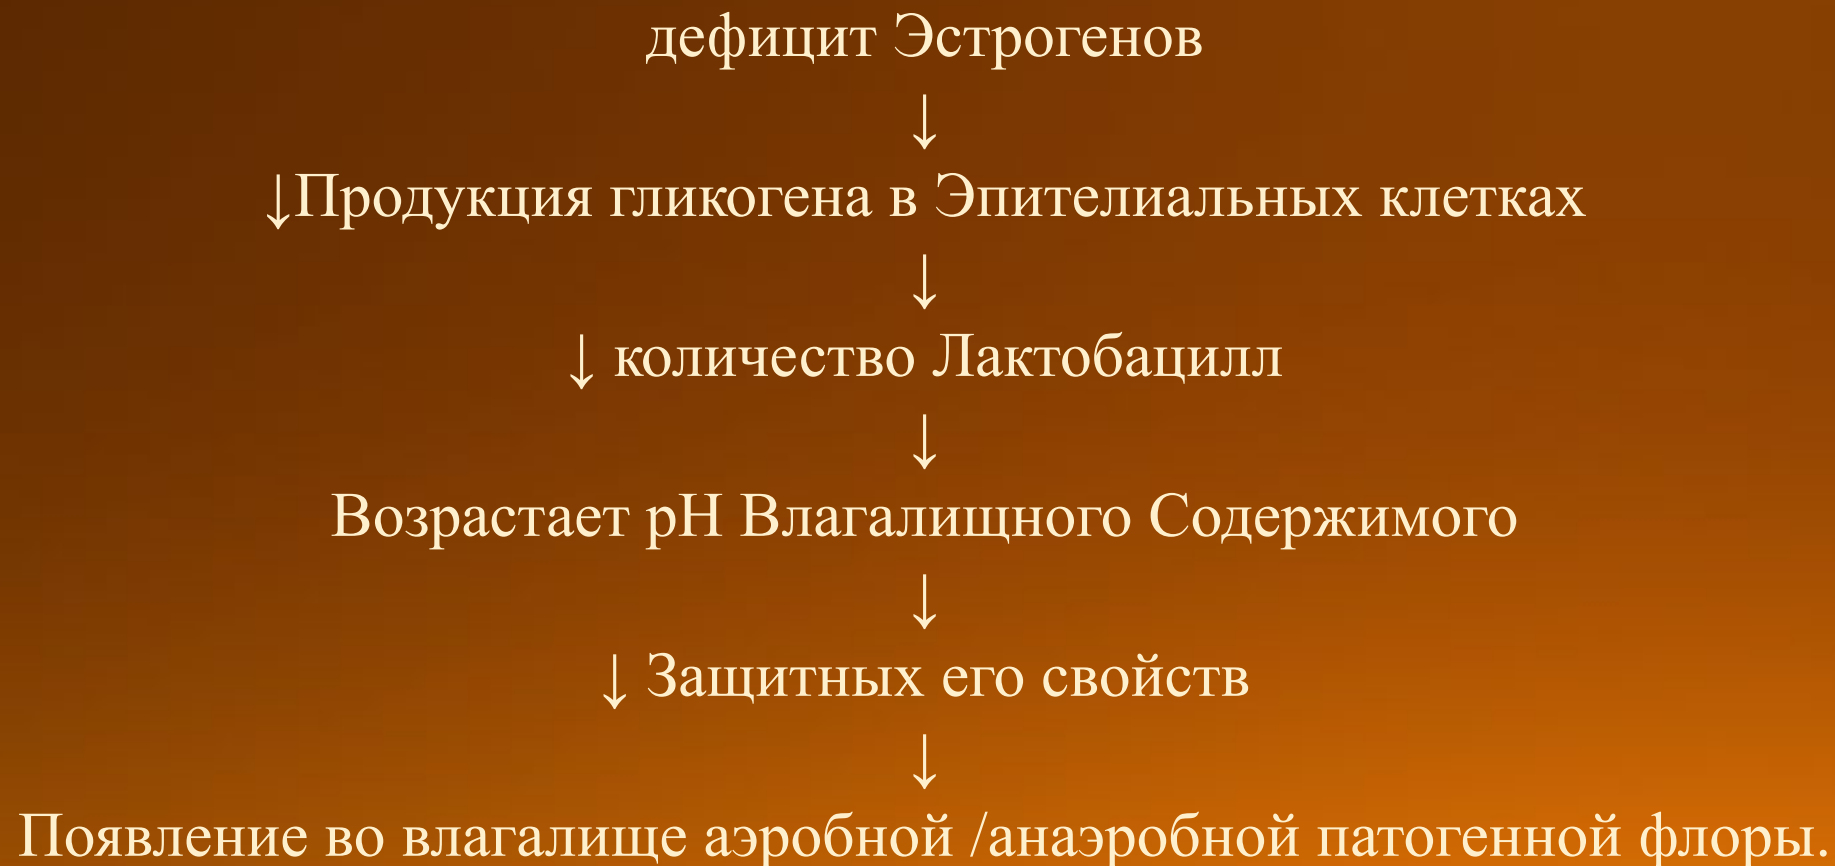 дефицит Эстрогенов
↓
↓Продукция гликогена в Эпителиальных клетках
↓
↓ количество Лактобацилл
↓
Возрастает рН Влагалищного Содержимого
↓
↓ Защитных его свойств
↓
Появление во влагалище аэробной /анаэробной патогенной флоры.